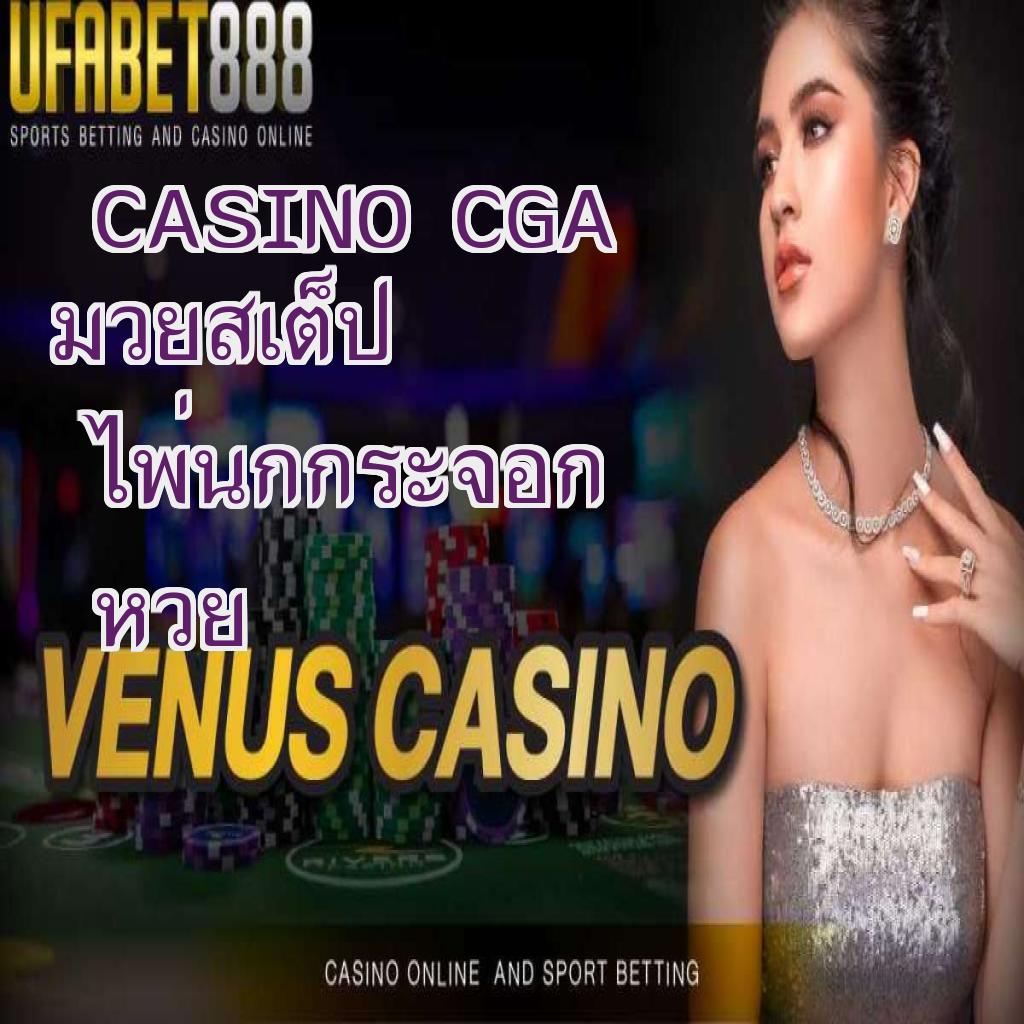 UFABET888
SPORTS BETTING AND CASINO ONLINE
CASINO CGA
มวยสเต็ป
ไพ่นกกระจอก
หวย
VENUS CASINO
CASINO ONLINE AND SPORT BETTING